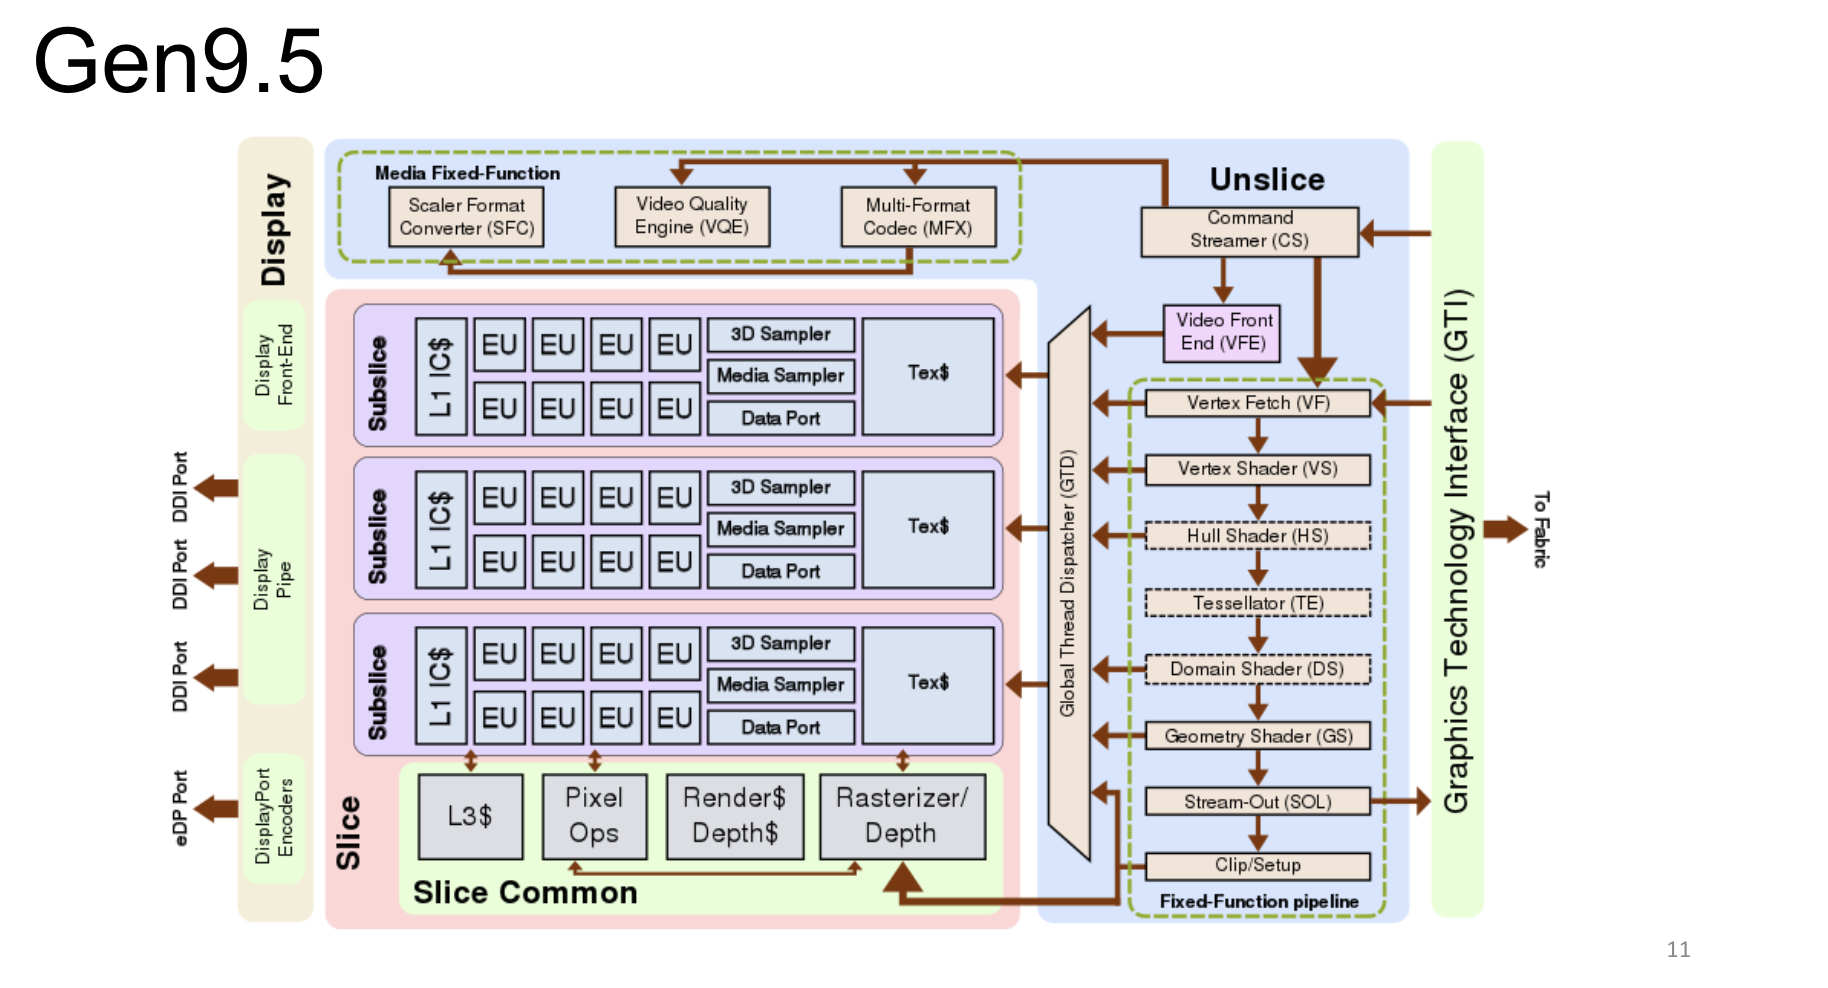 Gen9.5
Display
Display
Front-End
Display
Pipe
DisplayPort
Encoders
DDI Port
DDI Port
DDI Port
eDP Port
Media Fixed-Function
Scaler Format
Converter (SFC)
Video Quality
Engine (VQE)
Multi-Format
Codec (MFX)
Unslice
Command
Streamer (CS)
Video Front
End (VFE)
Slice
Subslice
L1 IC$
EU EU EU EU
EU EU EU EU
3D Sampler
Media Sampler
Data Port
Tex$
Subslice
L1 IC$
EU EU EU EU
EU EU EU EU
3D Sampler
Media Sampler
Data Port
Tex$
Subslice
L1 IC$
EU EU EU EU
EU EU EU EU
3D Sampler
Media Sampler
Data Port
Tex$
L3$
Pixel
Ops
Render$
Depth$
Rasterizer/
Depth
Slice Common
Global Thread Dispatcher (GTD)
Vertex Fetch (VF)
Vertex Shader (VS)
Hull Shader (HS)
Tessellator (TE)
Domain Shader (DS)
Geometry Shader (GS)
Stream-Out (SOL)
Clip/Setup
Fixed-Function pipeline
Graphics Technology Interface (GTI)
To Fabric
11